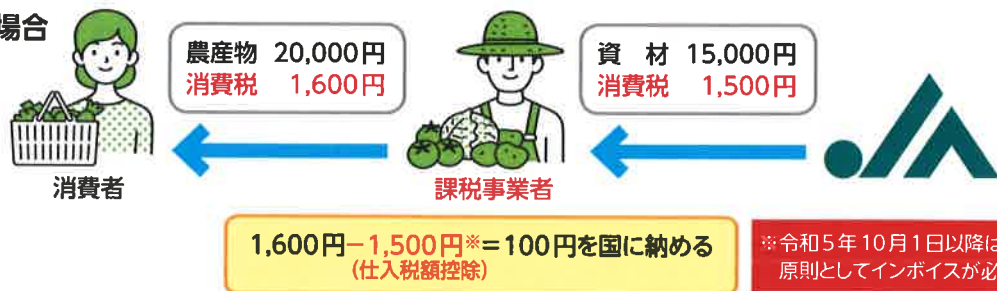 場合
農産物 20,000円
消費税 1,600円
資 材 15,000円
消費税 1,500円
JA
消費者
課税事業者
1,600円−1,500円※＝100円を国に納める
(仕入税額控除)
※令和5年10月1日以降は
原則としてインボイスが必